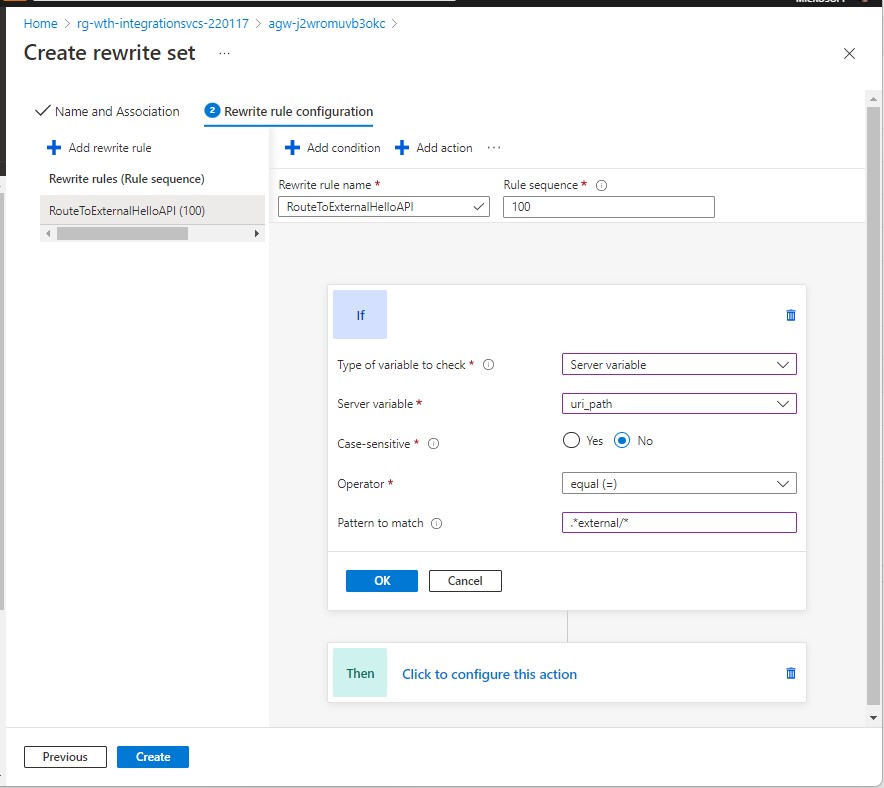 Home > rg-wth-integrationsvcs-220117 > agw-j2wromuvb3okc >
Create rewrite set ...
Name and Association 2 Rewrite rule configuration
Add rewrite rule
Rewrite rules (Rule sequence)
RouteToExternalHelloAPI (100)
Add condition Add action ...
Rewrite rule name * Rule sequence *
RouteToExternalHelloAPI 100
If
Type of variable to check * Server variable
Server variable * uri_path
Case-sensitive * Yes No
Operator * equal (=)
Pattern to match .*external/*
OK Cancel
Then Click to configure this action
Previous Create